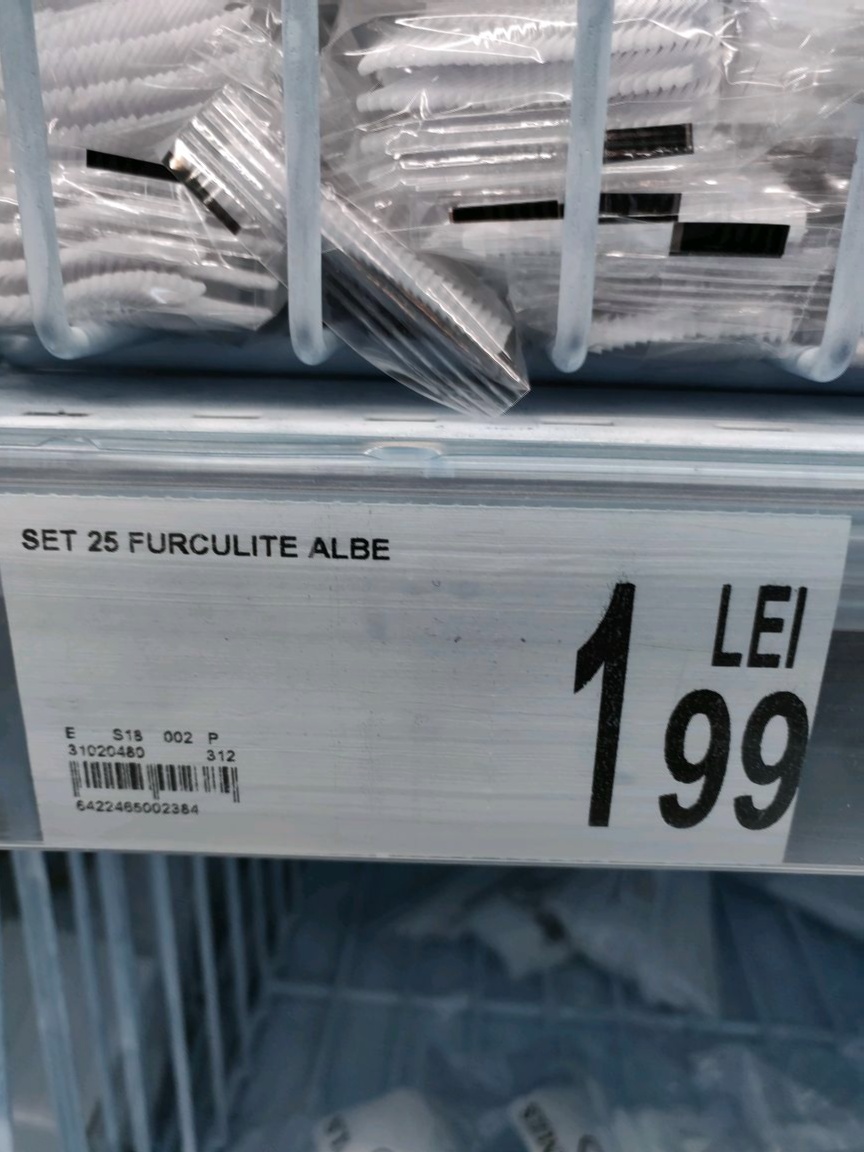 SET 25 FURCULITE ALBE
1 LEI
99
E S18 002 P
31020480 312
6422465002384